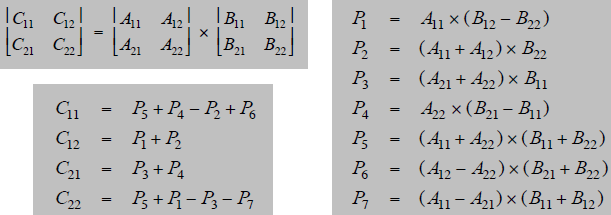 |C₁₁ C₁₂| = |A₁₁ A₁₂| × |B₁₁ B₁₂|
|C₂₁ C₂₂| |A₂₁ A₂₂| |B₂₁ B₂₂|
C₁₁ = P₅ + P₄ − P₂ + P₆
C₁₂ = P₁ + P₂
C₂₁ = P₃ + P₄
C₂₂ = P₅ + P₁ − P₃ − P₇
P₁ = A₁₁ × (B₁₂ − B₂₂)
P₂ = (A₁₁ + A₁₂) × B₂₂
P₃ = (A₂₁ + A₂₂) × B₁₁
P₄ = A₂₂ × (B₂₁ − B₁₁)
P₅ = (A₁₁ + A₂₂) × (B₁₁ + B₂₂)
P₆ = (A₁₂ − A₂₂) × (B₂₁ + B₂₂)
P₇ = (A₁₁ − A₂₁) × (B₁₁ + B₁₂)